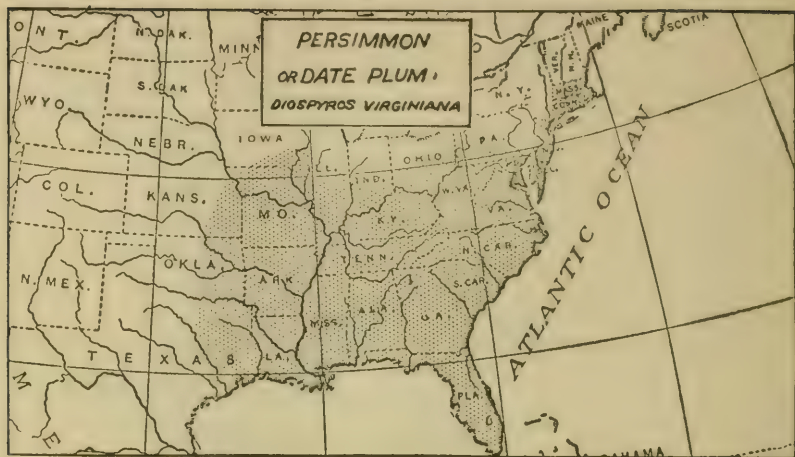 PERSIMMON
OR DATE PLUM.
DIOSPYROS VIRGINIANA
MAINE
SCOTIA
ONT.
N. DAK.
MINN
VER.
N.H.
S. DAK
N.Y.
MASS
CONN.
WYO.
IOWA
PA.
NEBR.
OHIO
ILL.
IND.
COL.
KANS.
MO.
W.VA.
VA.
KY.
TENN.
N. CAR.
OKLA.
ARK
S.CAR.
N. MEX.
MISS.
ALA
GA.
TEXAS
LA.
FLA.
ATLANTIC OCEAN
M
E
BAHAMA